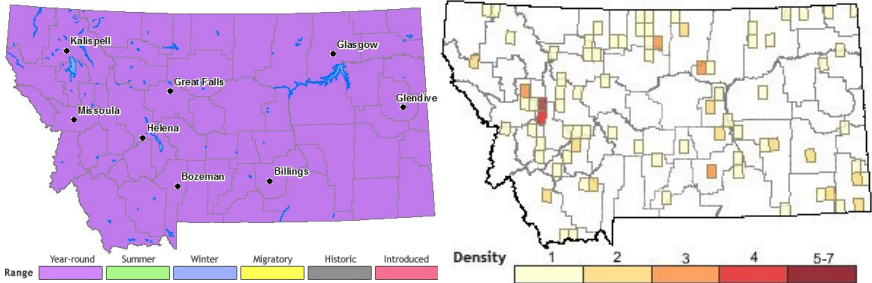 Kalispell
Glasgow
Great Falls
Glendive
Missoula
Helena
Bozeman
Billings
Range Year-round Summer Winter Migratory Historic Introduced
Density 1 2 3 4 5-7